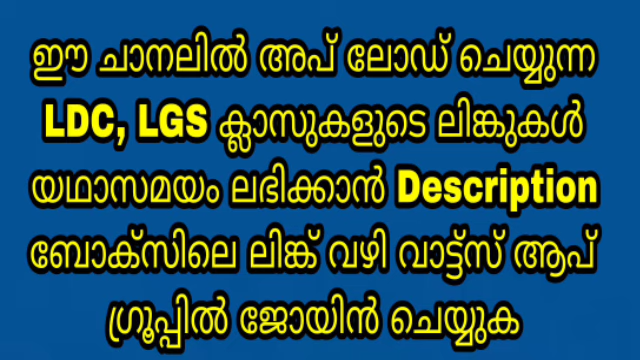 ഈ ചാനലിൽ അപ് ലോഡ് ചെയ്യുന്ന
LDC, LGS ക്ലാസുകളുടെ ലിങ്കുകൾ
യഥാസമയം ലഭിക്കാൻ Description
ബോക്സിലെ ലിങ്ക് വഴി വാട്ട്സ് ആപ്
ഗ്രൂപ്പിൽ ജോയിൻ ചെയ്യുക